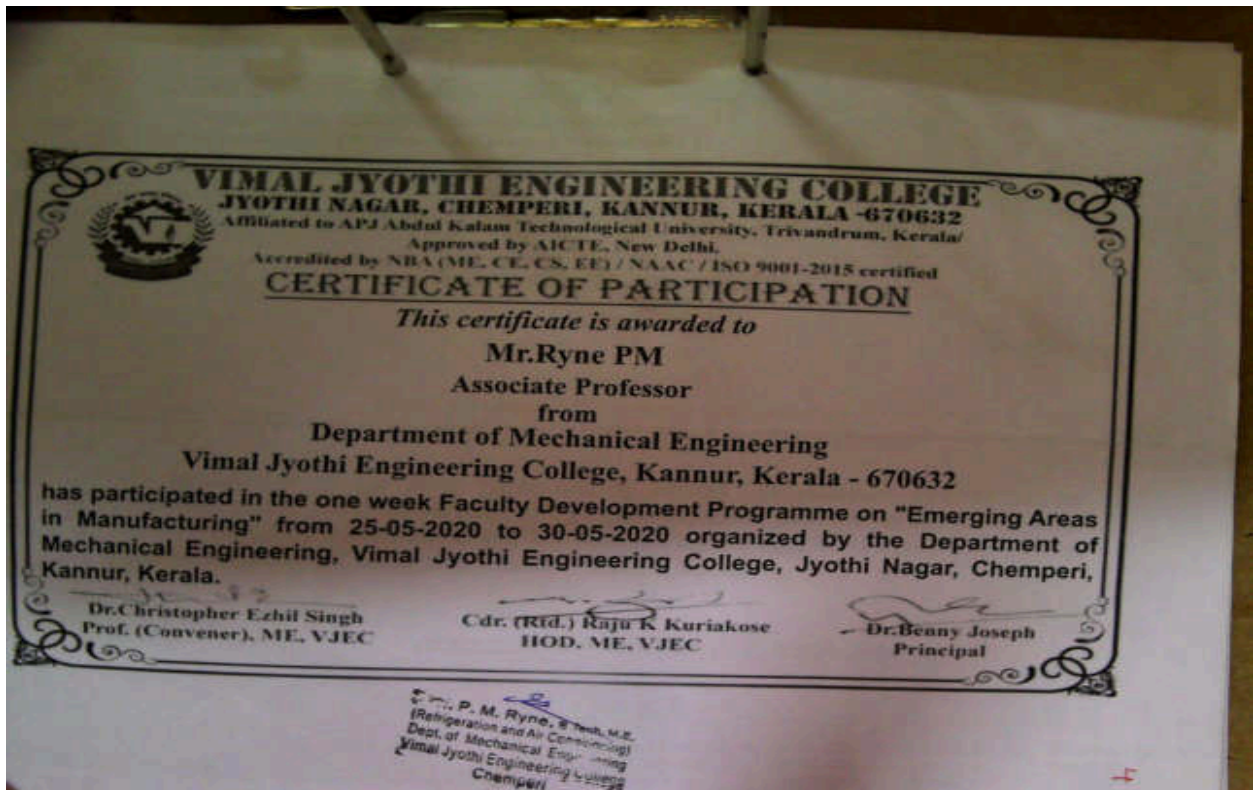 VIMAL JYOTHI ENGINEERING COLLEGE
JYOTHI NAGAR, CHEMPERI, KANNUR, KERALA -670632
Affiliated to APJ Abdul Kalam Technological University, Trivandrum, Kerala/
Approved by AICTE, New Delhi,
Accredited by NBA (ME, CE, CS, EE) / NAAC / ISO 9001-2015 certified
CERTIFICATE OF PARTICIPATION
This certificate is awarded to
Mr.Ryne PM
Associate Professor
from
Department of Mechanical Engineering
Vimal Jyothi Engineering College, Kannur, Kerala - 670632
has participated in the one week Faculty Development Programme on "Emerging Areas
in Manufacturing" from 25-05-2020 to 30-05-2020 organized by the Department of
Mechanical Engineering, Vimal Jyothi Engineering College, Jyothi Nagar, Chemperi,
Kannur, Kerala.
Dr.Christopher Ezhil Singh
Prof. (Convener), ME, VJEC
Cdr. (Rtd.) Raju K Kuriakose
HOD, ME, VJEC
Dr.Benny Joseph
Principal
P. M. Ryne, B Tech, M.E.
(Refrigeration and Air Conditioning)
Dept. of Mechanical Engineering
Vimal Jyothi Engineering College
Chemperi